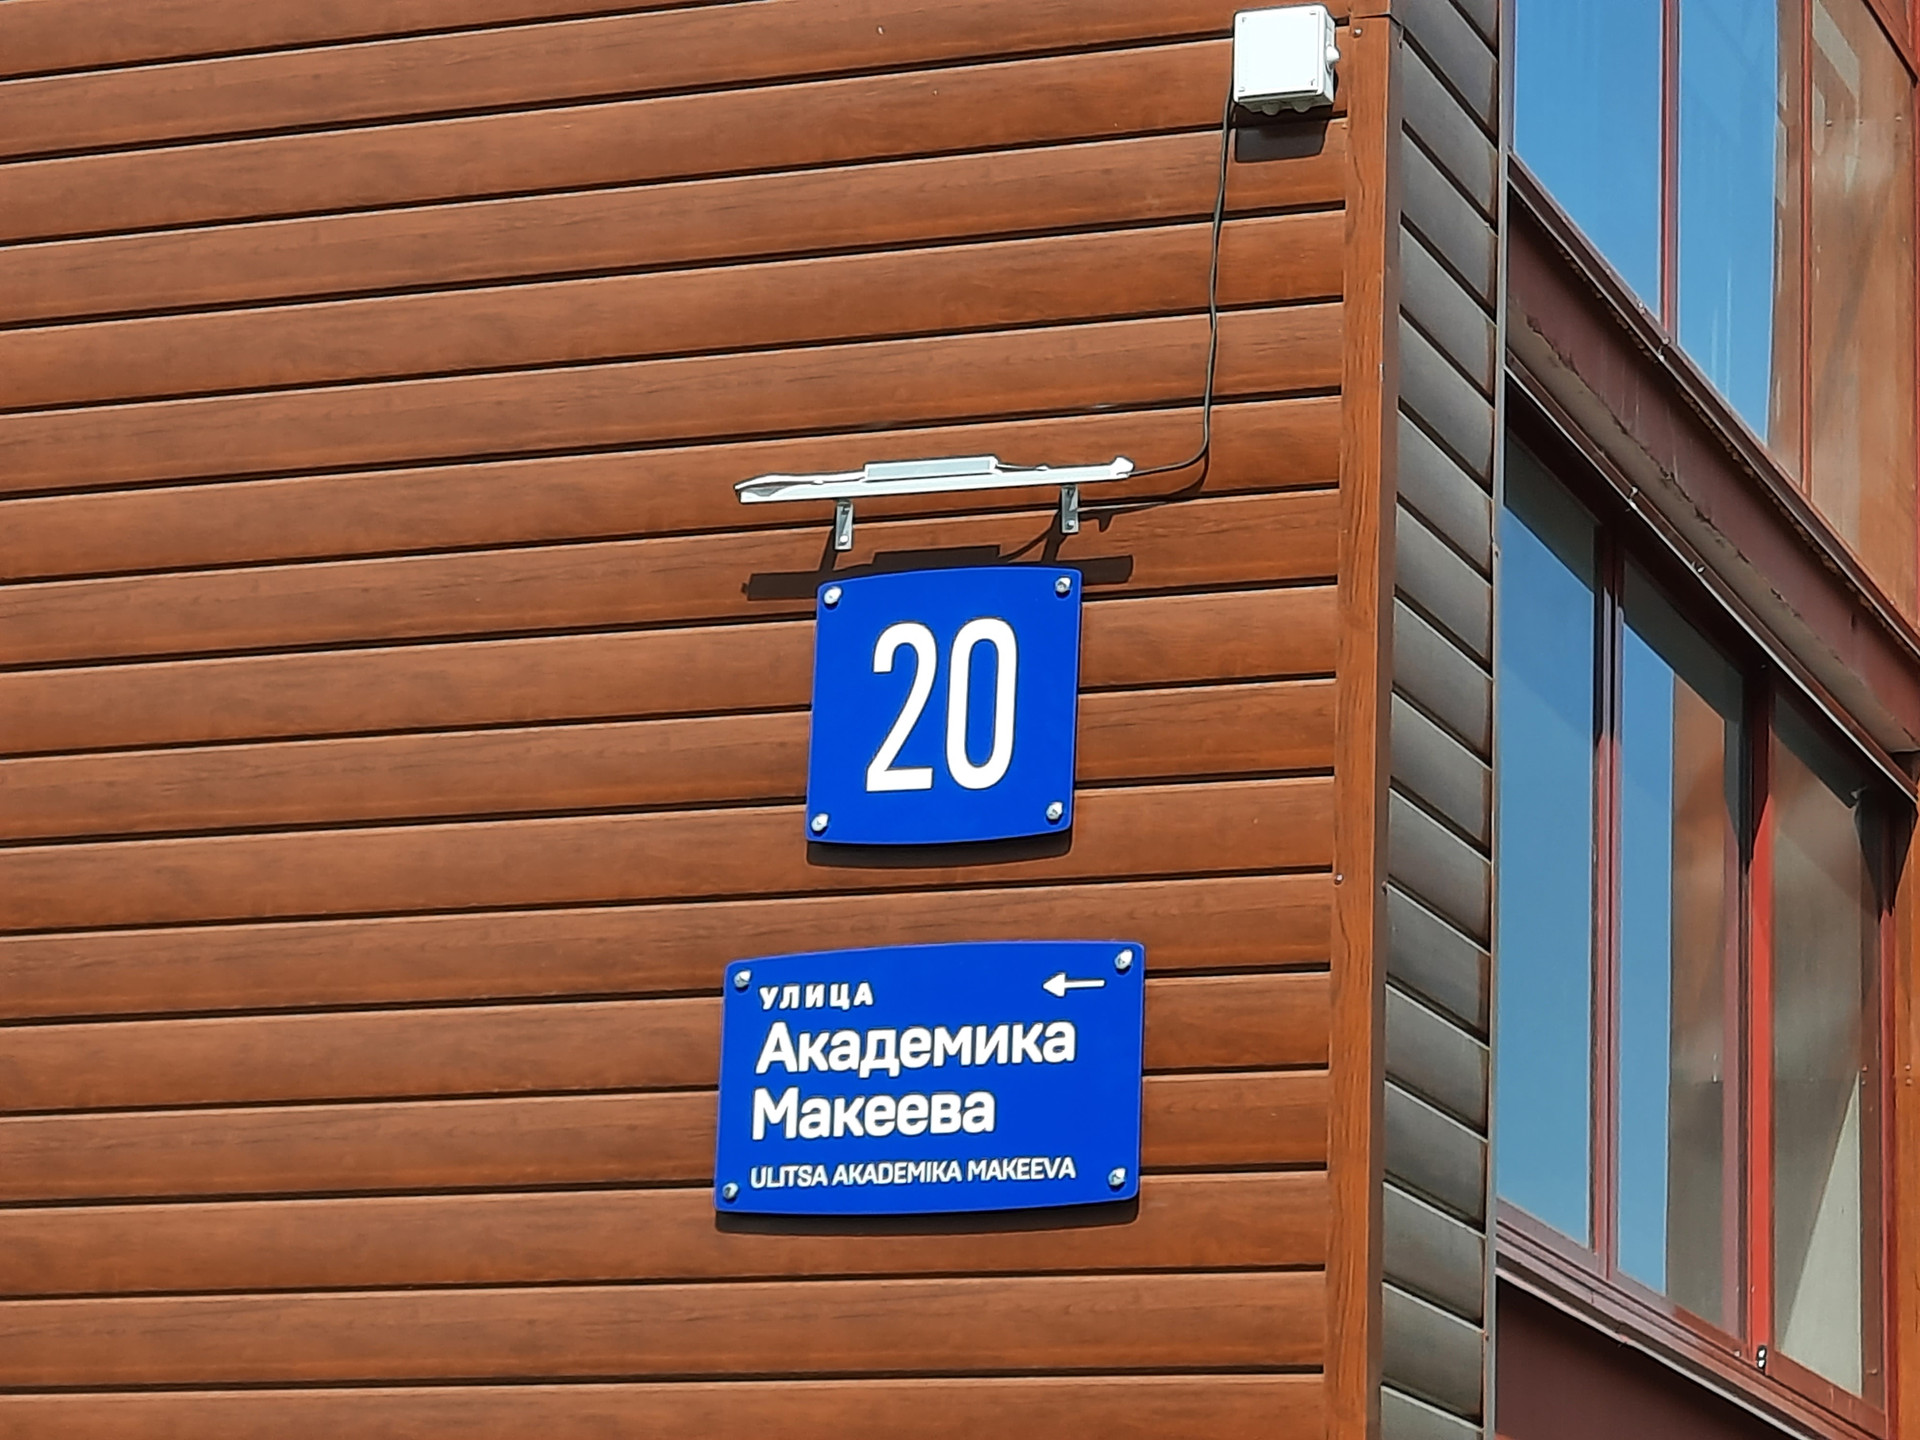 20
УЛИЦА
Академика
Макеева
ULITSA AKADEMIKA MAKEEVA